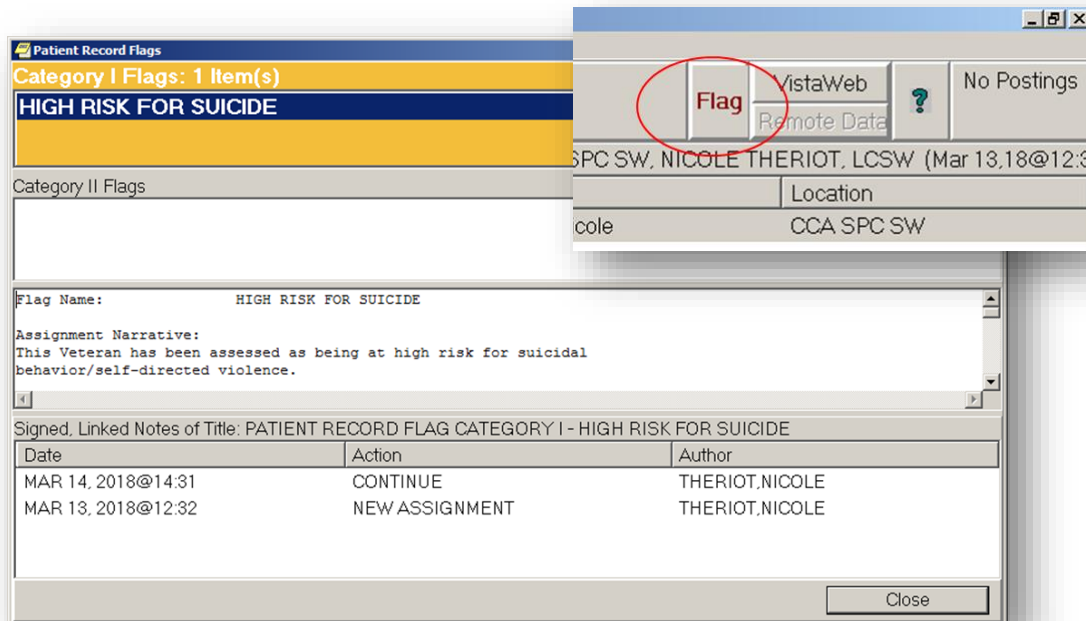 Patient Record Flags
Category I Flags: 1 Item(s)
HIGH RISK FOR SUICIDE
Category II Flags
Flag Name: HIGH RISK FOR SUICIDE
Assignment Narrative:
This Veteran has been assessed as being at high risk for suicidal
behavior/self-directed violence.
Signed, Linked Notes of Title: PATIENT RECORD FLAG CATEGORY I - HIGH RISK FOR SUICIDE
Date Action Author
MAR 14, 2018@14:31 CONTINUE THERIOT,NICOLE
MAR 13, 2018@12:32 NEW ASSIGNMENT THERIOT,NICOLE
Close
Flag VistaWeb ? No Postings
Remote Data
SPC SW, NICOLE THERIOT, LCSW (Mar 13,18@12:3
Location
cole CCA SPC SW